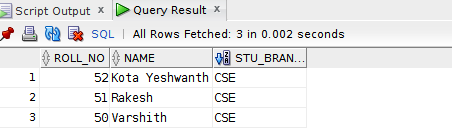 Script Output x Query Result x
SQL | All Rows Fetched: 3 in 0.002 seconds
ROLL_NO NAME STU_BRAN...
1 52 Kota Yeshwanth CSE
2 51 Rakesh CSE
3 50 Varshith CSE